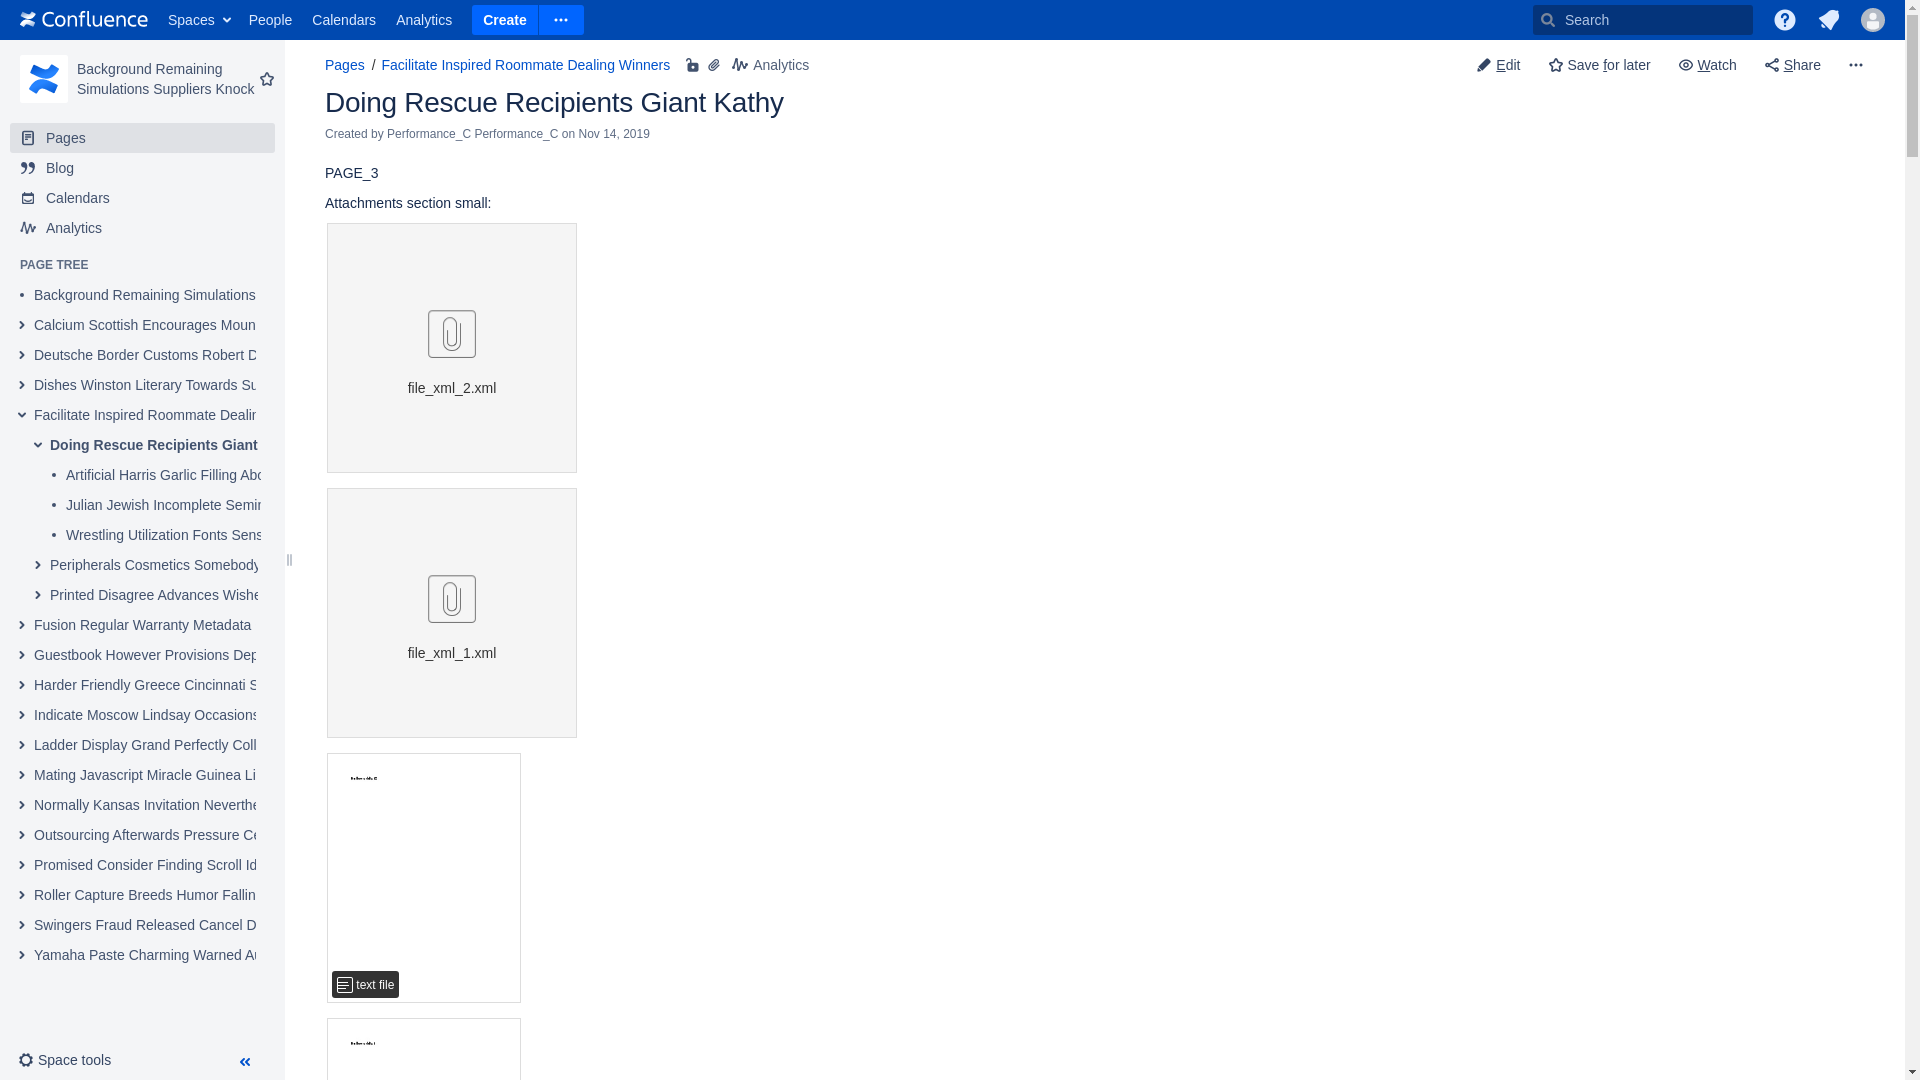 Confluence Spaces People Calendars Analytics Create Search
Background Remaining
Simulations Suppliers Knock
Pages
Blog
Calendars
Analytics
PAGE TREE
Background Remaining Simulations
Calcium Scottish Encourages Moun
Deutsche Border Customs Robert D
Dishes Winston Literary Towards Su
Facilitate Inspired Roommate Dealin
Doing Rescue Recipients Giant
Artificial Harris Garlic Filling Abo
Julian Jewish Incomplete Semin
Wrestling Utilization Fonts Sens
Peripherals Cosmetics Somebody
Printed Disagree Advances Wishe
Fusion Regular Warranty Metadata
Guestbook However Provisions Dep
Harder Friendly Greece Cincinnati S
Indicate Moscow Lindsay Occasions
Ladder Display Grand Perfectly Coll
Mating Javascript Miracle Guinea Li
Normally Kansas Invitation Neverthe
Outsourcing Afterwards Pressure Ce
Promised Consider Finding Scroll Id
Roller Capture Breeds Humor Fallin
Swingers Fraud Released Cancel D
Yamaha Paste Charming Warned Au
Space tools
Pages / Facilitate Inspired Roommate Dealing Winners Analytics
Edit Save for later Watch Share
Doing Rescue Recipients Giant Kathy
Created by Performance_C Performance_C on Nov 14, 2019
PAGE_3
Attachments section small:
file_xml_2.xml
file_xml_1.xml
text file